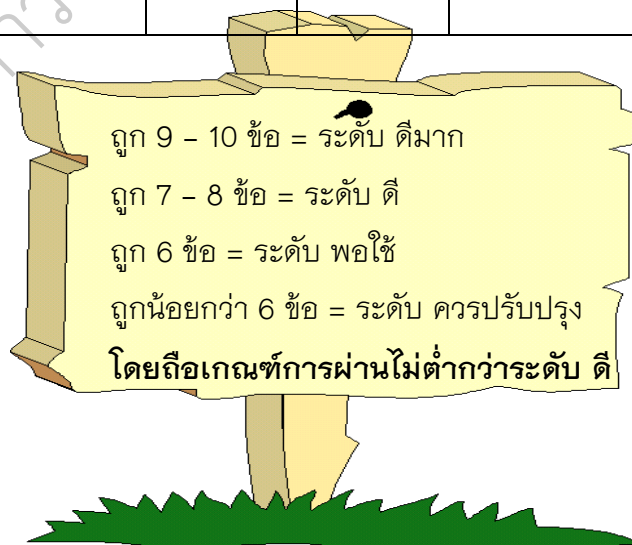 ถูก 9 – 10 ข้อ = ระดับ ดีมาก
ถูก 7 – 8 ข้อ = ระดับ ดี
ถูก 6 ข้อ = ระดับ พอใช้
ถูกน้อยกว่า 6 ข้อ = ระดับ ควรปรับปรุง
โดยถือเกณฑ์การผ่านไม่ต่ำกว่าระดับ ดี